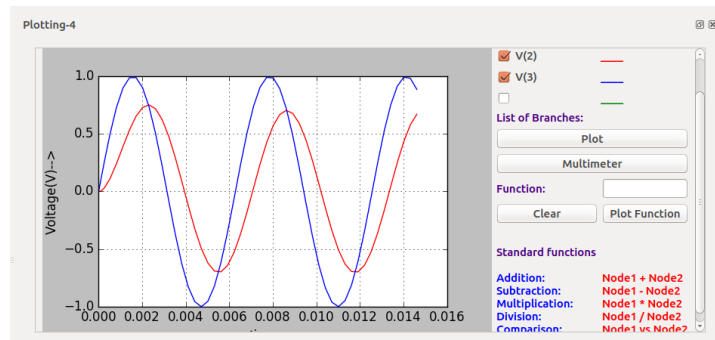 Plotting-4
V(2)
V(3)
List of Branches:
Plot
Multimeter
Function:
Clear
Plot Function
Standard functions
Addition: Node1 + Node2
Subtraction: Node1 - Node2
Multiplication: Node1 * Node2
Division: Node1 / Node2
Comparison: Node1 vs Node2
Voltage(V)-->
1.0
0.5
0.0
−0.5
−1.0
0.000 0.002 0.004 0.006 0.008 0.010 0.012 0.014 0.016